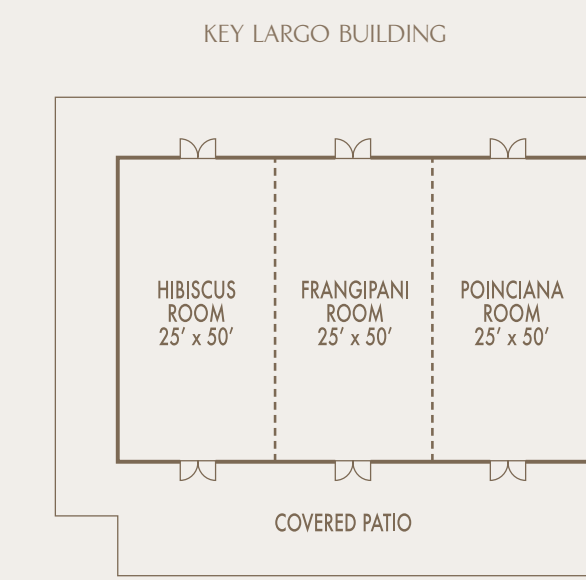 KEY LARGO BUILDING
HIBISCUS
ROOM
25′ x 50′
FRANGIPANI
ROOM
25′ x 50′
POINCIANA
ROOM
25′ x 50′
COVERED PATIO